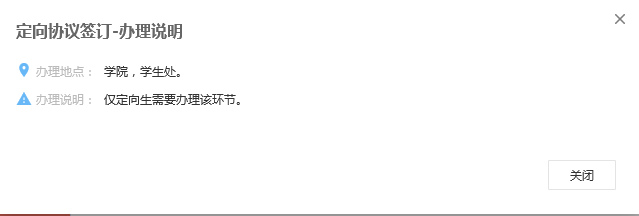 定向协议签订-办理说明
办理地点： 学院，学生处。
办理说明： 仅定向生需要办理该环节。
关闭